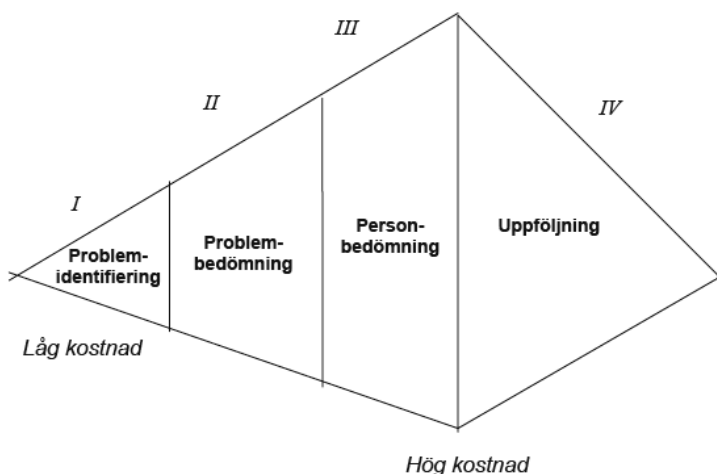 III
II
IV
I
Problem-
identifiering
Problem-
bedömning
Person-
bedömning
Uppföljning
Låg kostnad
Hög kostnad